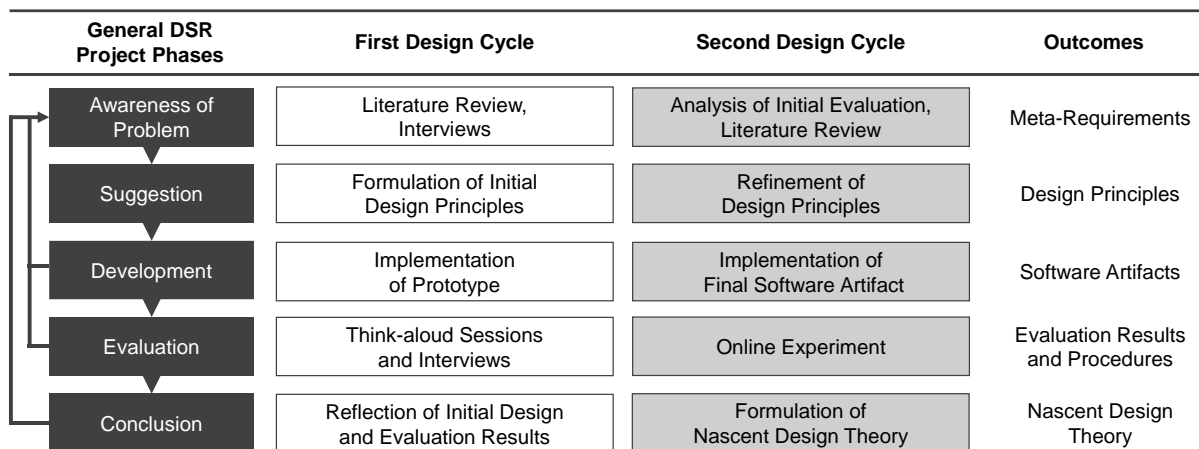 General DSR
Project Phases
First Design Cycle
Second Design Cycle
Outcomes
Awareness of
Problem
Literature Review,
Interviews
Analysis of Initial Evaluation,
Literature Review
Meta-Requirements
Suggestion
Formulation of Initial
Design Principles
Refinement of
Design Principles
Design Principles
Development
Implementation
of Prototype
Implementation of
Final Software Artifact
Software Artifacts
Evaluation
Think-aloud Sessions
and Interviews
Online Experiment
Evaluation Results
and Procedures
Conclusion
Reflection of Initial Design
and Evaluation Results
Formulation of
Nascent Design Theory
Nascent Design
Theory